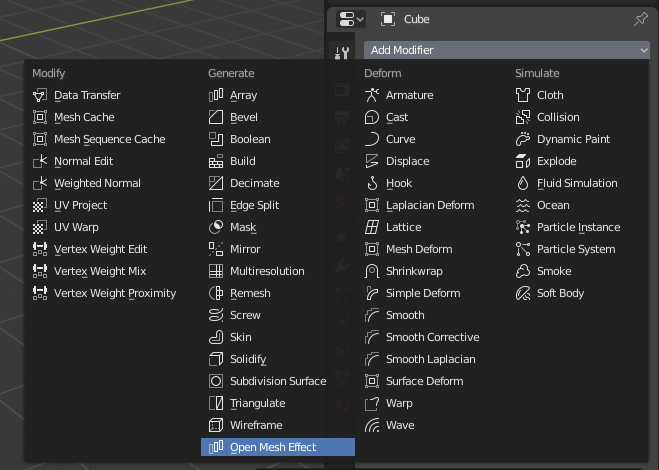 Cube
Add Modifier
Modify
Data Transfer
Mesh Cache
Mesh Sequence Cache
Normal Edit
Weighted Normal
UV Project
UV Warp
Vertex Weight Edit
Vertex Weight Mix
Vertex Weight Proximity
Generate
Array
Bevel
Boolean
Build
Decimate
Edge Split
Mask
Mirror
Multiresolution
Remesh
Screw
Skin
Solidify
Subdivision Surface
Triangulate
Wireframe
Open Mesh Effect
Deform
Armature
Cast
Curve
Displace
Hook
Laplacian Deform
Lattice
Mesh Deform
Shrinkwrap
Simple Deform
Smooth
Smooth Corrective
Smooth Laplacian
Surface Deform
Warp
Wave
Simulate
Cloth
Collision
Dynamic Paint
Explode
Fluid Simulation
Ocean
Particle Instance
Particle System
Smoke
Soft Body